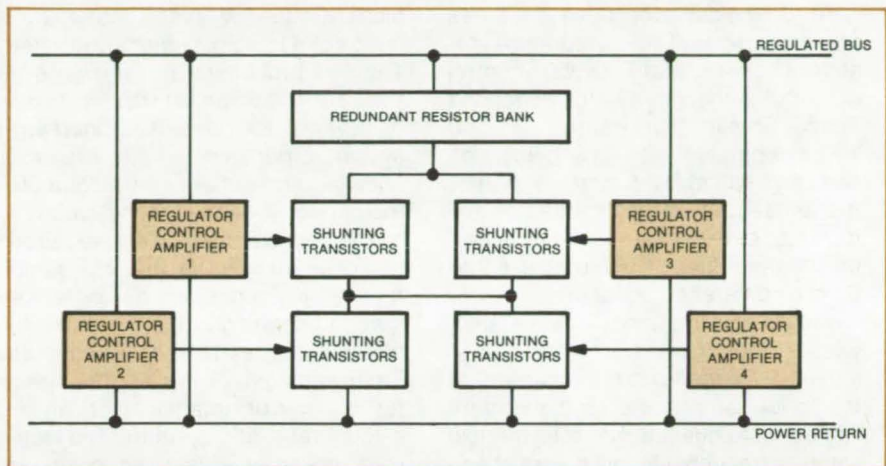 REGULATED BUS
REDUNDANT RESISTOR BANK
REGULATOR
CONTROL
AMPLIFIER
1
SHUNTING
TRANSISTORS
SHUNTING
TRANSISTORS
REGULATOR
CONTROL
AMPLIFIER
3
REGULATOR
CONTROL
AMPLIFIER
2
SHUNTING
TRANSISTORS
SHUNTING
TRANSISTORS
REGULATOR
CONTROL
AMPLIFIER
4
POWER RETURN